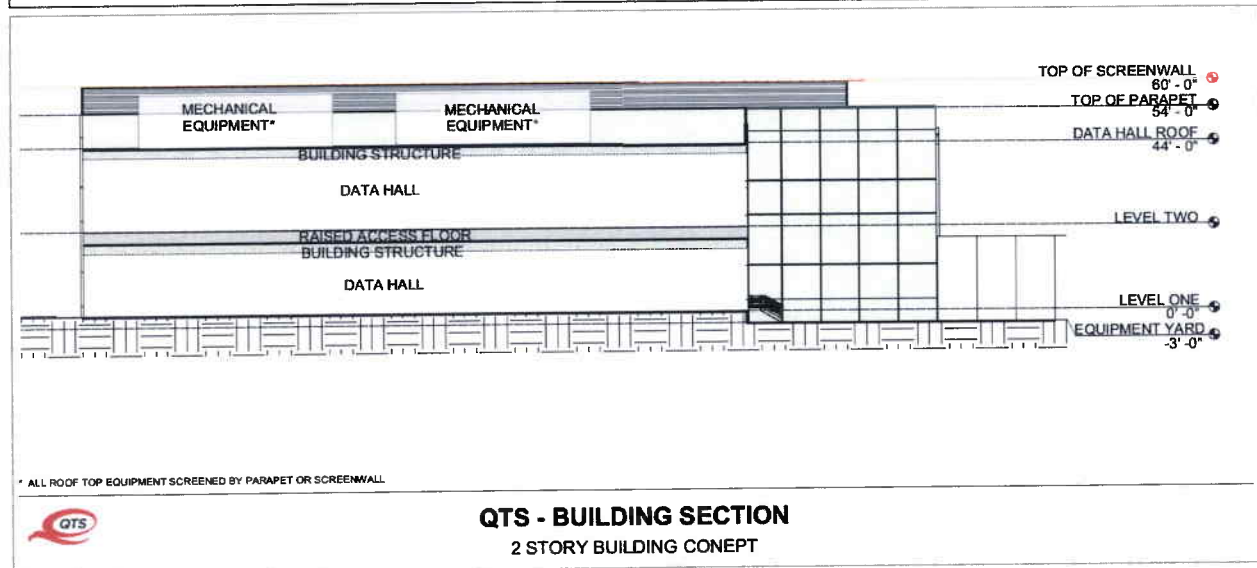 TOP OF SCREENWALL
60' - 0"
TOP OF PARAPET
54' - 0"
MECHANICAL
EQUIPMENT*
MECHANICAL
EQUIPMENT*
DATA HALL ROOF
44' - 0"
BUILDING STRUCTURE
DATA HALL
LEVEL TWO
RAISED ACCESS FLOOR
BUILDING STRUCTURE
DATA HALL
LEVEL ONE
0' -0"
EQUIPMENT YARD
-3' -0"
* ALL ROOF TOP EQUIPMENT SCREENED BY PARAPET OR SCREENWALL
QTS
QTS - BUILDING SECTION
2 STORY BUILDING CONEPT